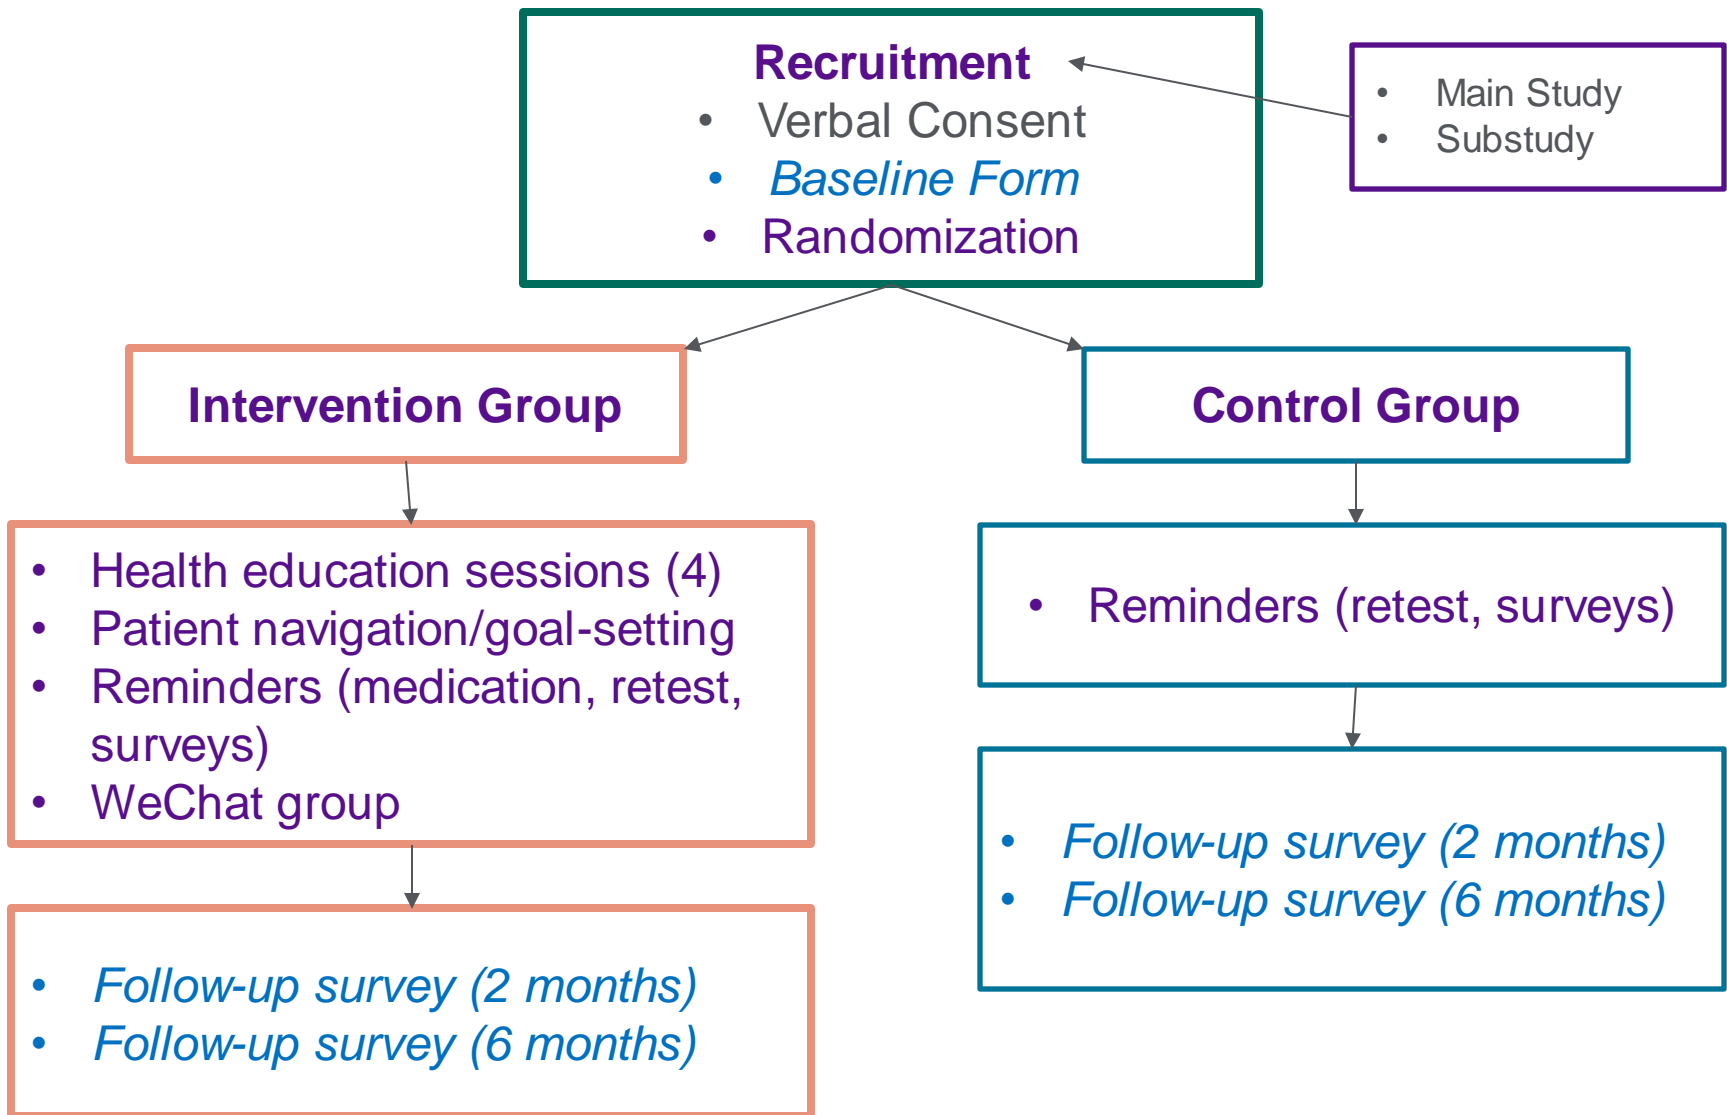 Recruitment
• Verbal Consent
• Baseline Form
• Randomization
• Main Study
• Substudy
Intervention Group
Control Group
• Health education sessions (4)
• Patient navigation/goal-setting
• Reminders (medication, retest,
surveys)
• WeChat group
• Reminders (retest, surveys)
• Follow-up survey (2 months)
• Follow-up survey (6 months)
• Follow-up survey (2 months)
• Follow-up survey (6 months)